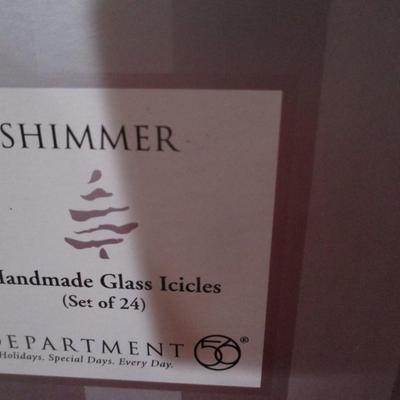 SHIMMER
Handmade Glass Icicles
(Set of 24)
DEPARTMENT 56®
Holidays. Special Days. Every Day.